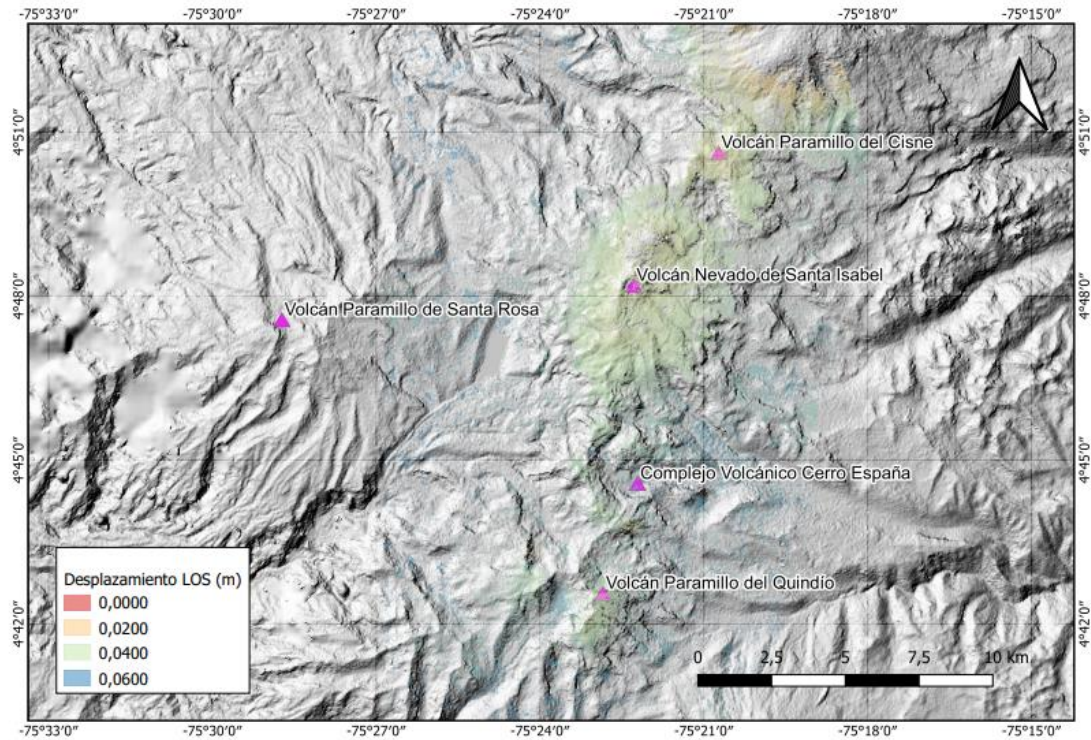 -75°33'0" -75°30'0" -75°27'0" -75°24'0" -75°21'0" -75°18'0" -75°15'0"
4°51'0" 4°51'0"
Volcán Paramillo del Cisne
Volcán Nevado de Santa Isabel
4°48'0" 4°48'0"
Volcán Paramillo de Santa Rosa
4°45'0" 4°45'0"
Complejo Volcánico Cerro España
Desplazamiento LOS (m)
0,0000
0,0200
0,0400
0,0600
Volcán Paramillo del Quindío
4°42'0" 4°42'0"
0 2,5 5 7,5 10 km
-75°33'0" -75°30'0" -75°27'0" -75°24'0" -75°21'0" -75°18'0" -75°15'0"